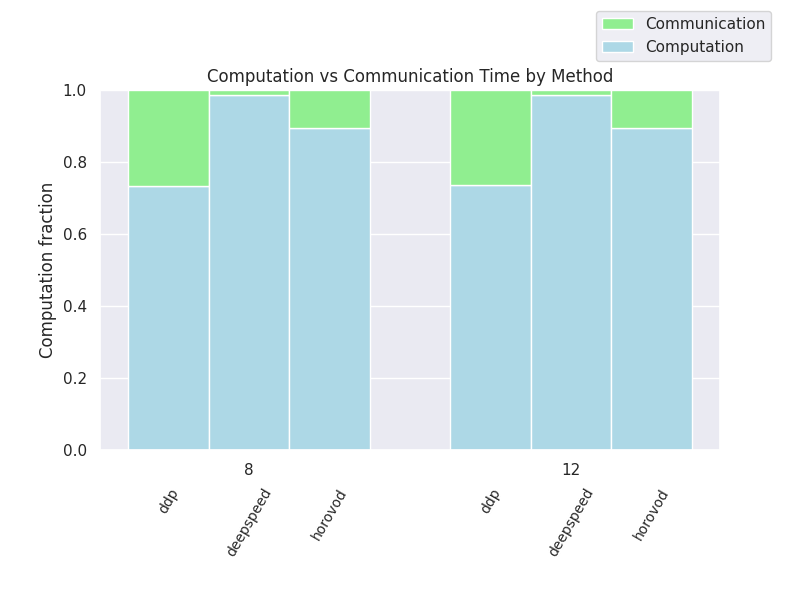 Communication
Computation
Computation vs Communication Time by Method
Computation fraction
1.0
0.8
0.6
0.4
0.2
0.0
8
12
ddp
deepspeed
horovod
ddp
deepspeed
horovod